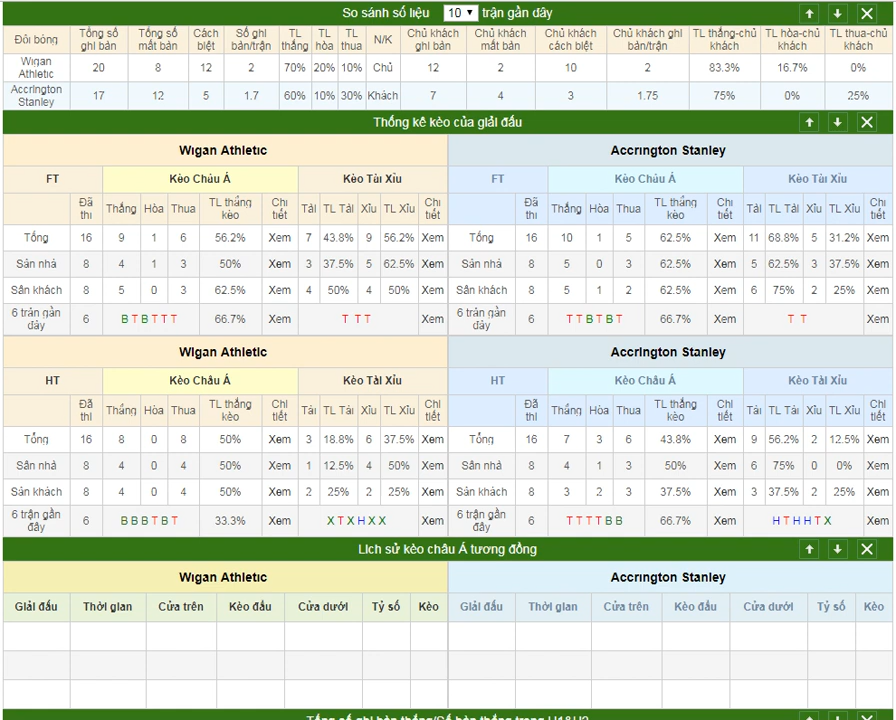 So sánh số liệu 10 trận gần đây
Đội bóng Tổng số ghi bàn Tổng số mất bàn Cách biệt Số ghi bàn/trận TL thắng TL hòa TL thua N/K Chủ khách ghi bàn Chủ khách mất bàn Chủ khách cách biệt Chủ khách ghi bàn/trận TL thắng-chủ khách TL hòa-chủ khách TL thua-chủ khách
Wigan Athletic 20 8 12 2 70% 20% 10% Chủ 12 2 10 2 83.3% 16.7% 0%
Accrington Stanley 17 12 5 1.7 60% 10% 30% Khách 7 4 3 1.75 75% 0% 25%
Thống kê kèo của giải đấu
Wigan Athletic Accrington Stanley
FT Kèo Châu Á Kèo Tài Xỉu FT Kèo Châu Á Kèo Tài Xỉu
Đã thi Thắng Hòa Thua TL thắng kèo Chi tiết Tài TL Tài Xỉu TL Xỉu Chi tiết Đã thi Thắng Hòa Thua TL thắng kèo Chi tiết Tài TL Tài Xỉu TL Xỉu Chi tiết
Tổng 16 9 1 6 56.2% Xem 7 43.8% 9 56.2% Xem Tổng 16 10 1 5 62.5% Xem 11 68.8% 5 31.2% Xem
Sân nhà 8 4 1 3 50% Xem 3 37.5% 5 62.5% Xem Sân nhà 8 5 0 3 62.5% Xem 5 62.5% 3 37.5% Xem
Sân khách 8 5 0 3 62.5% Xem 4 50% 4 50% Xem Sân khách 8 5 1 2 62.5% Xem 6 75% 2 25% Xem
6 trận gần đây 6 B T B T T T 66.7% Xem T T T Xem 6 trận gần đây 6 T T B T B T 66.7% Xem T T Xem
Wigan Athletic Accrington Stanley
HT Kèo Châu Á Kèo Tài Xỉu HT Kèo Châu Á Kèo Tài Xỉu
Đã thi Thắng Hòa Thua TL thắng kèo Chi tiết Tài TL Tài Xỉu TL Xỉu Chi tiết Đã thi Thắng Hòa Thua TL thắng kèo Chi tiết Tài TL Tài Xỉu TL Xỉu Chi tiết
Tổng 16 8 0 8 50% Xem 3 18.8% 6 37.5% Xem Tổng 16 7 3 6 43.8% Xem 9 56.2% 2 12.5% Xem
Sân nhà 8 4 0 4 50% Xem 1 12.5% 4 50% Xem Sân nhà 8 4 1 3 50% Xem 6 75% 0 0% Xem
Sân khách 8 4 0 4 50% Xem 2 25% 2 25% Xem Sân khách 8 3 2 3 37.5% Xem 3 37.5% 2 25% Xem
6 trận gần đây 6 B B B T B T 33.3% Xem X T X H X X Xem 6 trận gần đây 6 T T T T B B 66.7% Xem H T H H T X Xem
Lịch sử kèo châu Á tương đồng
Wigan Athletic Accrington Stanley
Giải đấu Thời gian Cửa trên Kèo đấu Cửa dưới Tỷ số Kèo Giải đấu Thời gian Cửa trên Kèo đấu Cửa dưới Tỷ số Kèo
Tổng số ghi bàn thắng/Số bàn thắng trong H1&H2